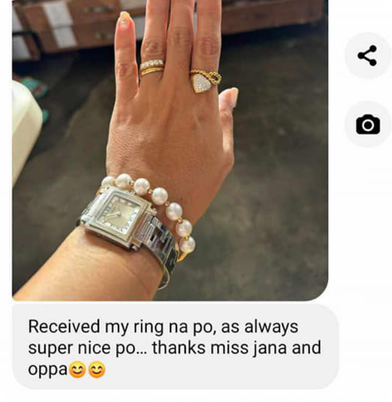 Received my ring na po, as always
super nice po... thanks miss jana and
oppa😊😊